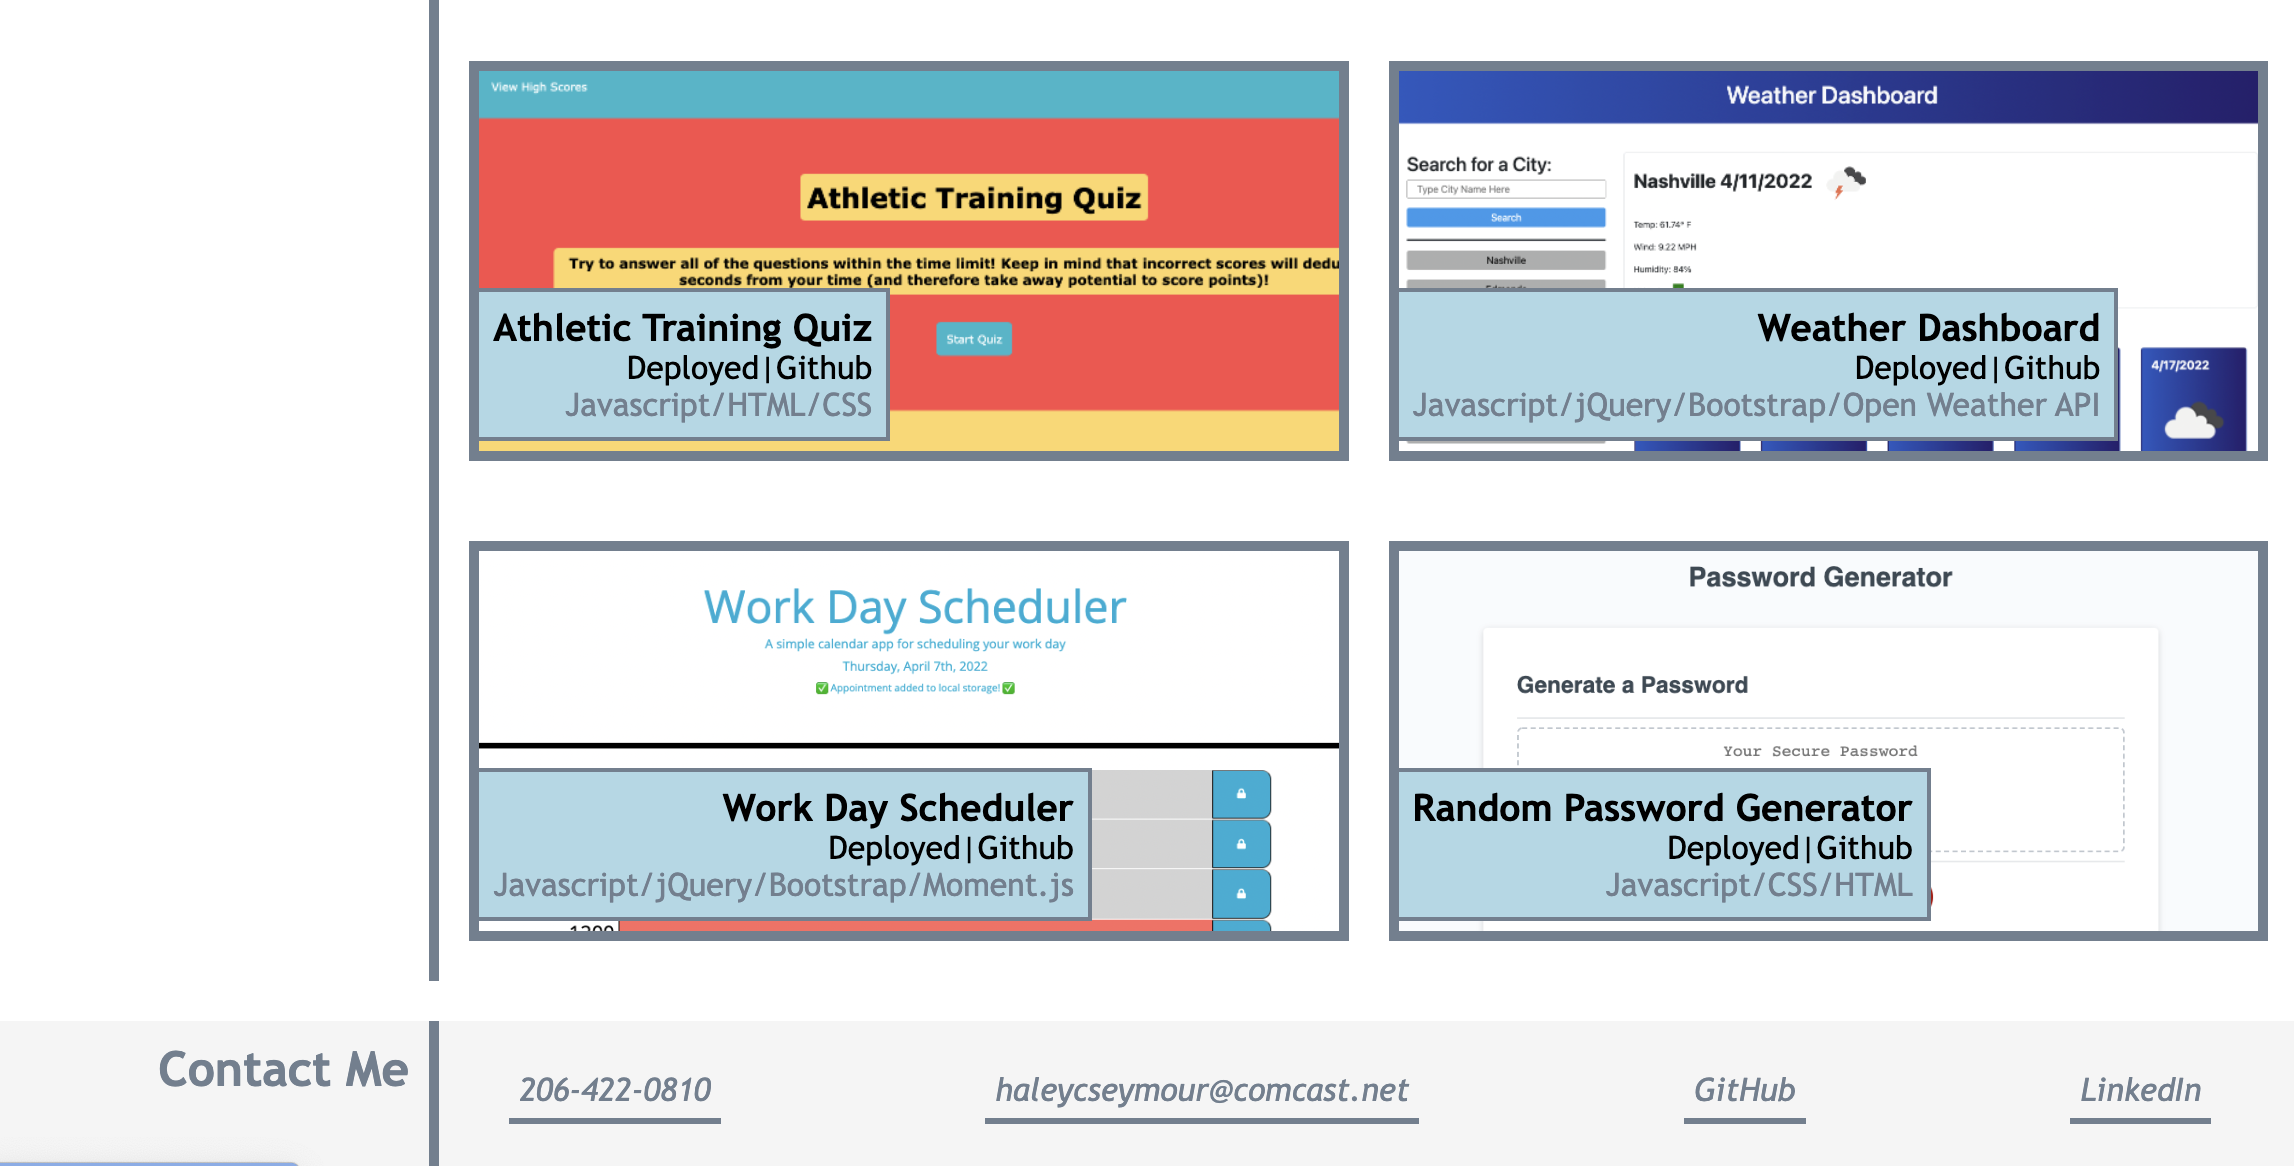 View High Scores
Athletic Training Quiz
Try to answer all of the questions within the time limit! Keep in mind that incorrect scores will dedu
seconds from your time (and therefore take away potential to score points)!
Start Quiz
Athletic Training Quiz
Deployed|Github
Javascript/HTML/CSS
Weather Dashboard
Search for a City:
Type City Name Here
Search
Nashville
Edmonds
Nashville 4/11/2022
Temp: 61.74° F
Wind: 9.22 MPH
Humidity: 84%
4/17/2022
Weather Dashboard
Deployed|Github
Javascript/jQuery/Bootstrap/Open Weather API
Work Day Scheduler
A simple calendar app for scheduling your work day
Thursday, April 7th, 2022
✅ Appointment added to local storage! ✅
1200
Work Day Scheduler
Deployed|Github
Javascript/jQuery/Bootstrap/Moment.js
Password Generator
Generate a Password
Your Secure Password
Random Password Generator
Deployed|Github
Javascript/CSS/HTML
Contact Me
206-422-0810
haleycseymour@comcast.net
GitHub
LinkedIn